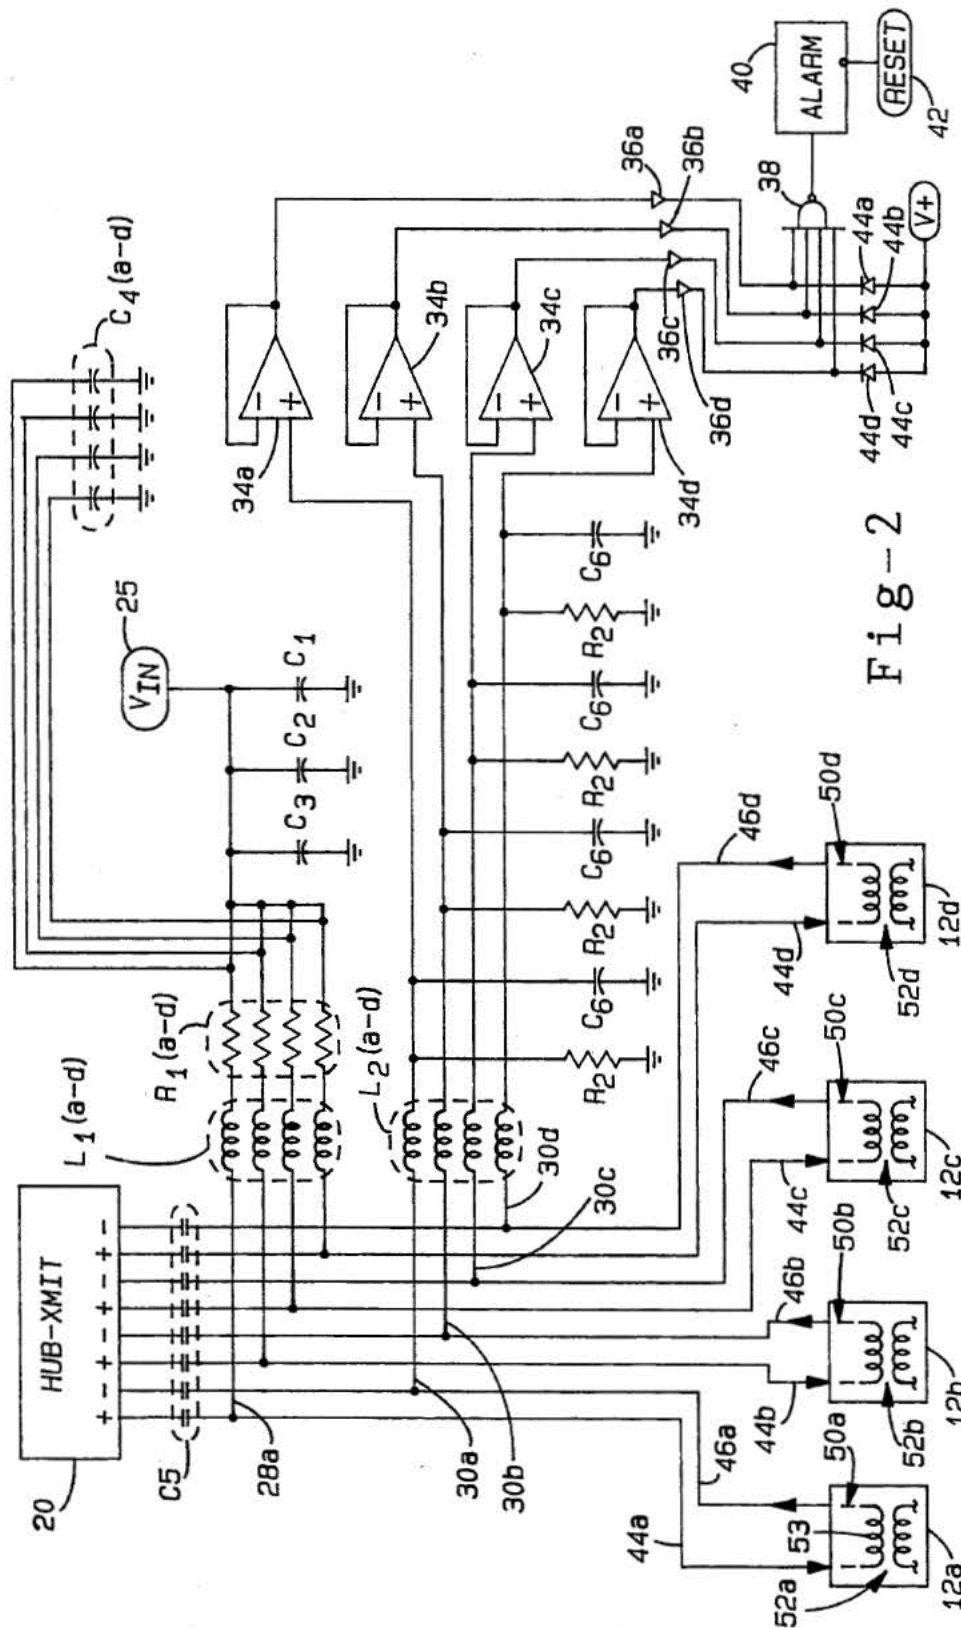 HUB-XMIT
+ - + - + - + -
20
C5
L1(a-d)
R1(a-d)
C4(a-d)
VIN
25
C3
C2
C1
28a
30a
30b
30c
30d
L2(a-d)
R2
C6
R2
C6
R2
C6
R2
C6
34a
34b
34c
34d
- +
- +
- +
- +
36a
36b
36c
36d
38
40
ALARM
RESET
42
V+
44a
44b
44c
44d
44a
46a
44b
46b
44c
46c
44d
46d
50a
50b
50c
50d
52a
53
52b
52c
52d
12a
12b
12c
12d
Fig-2